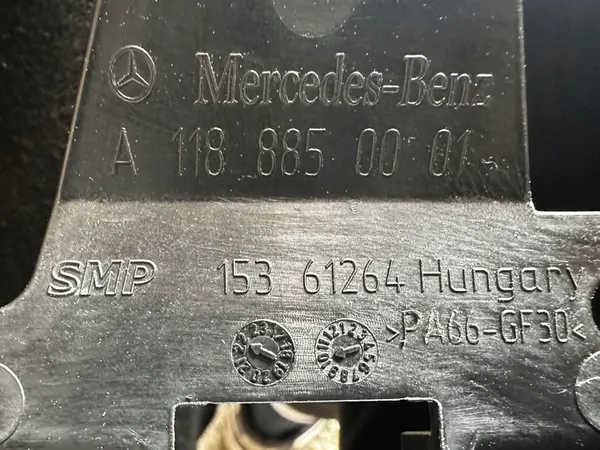 Mercedes-Benz
A 118 885 00 01
SMP 153 61264 Hungary
>PA66-GF30<